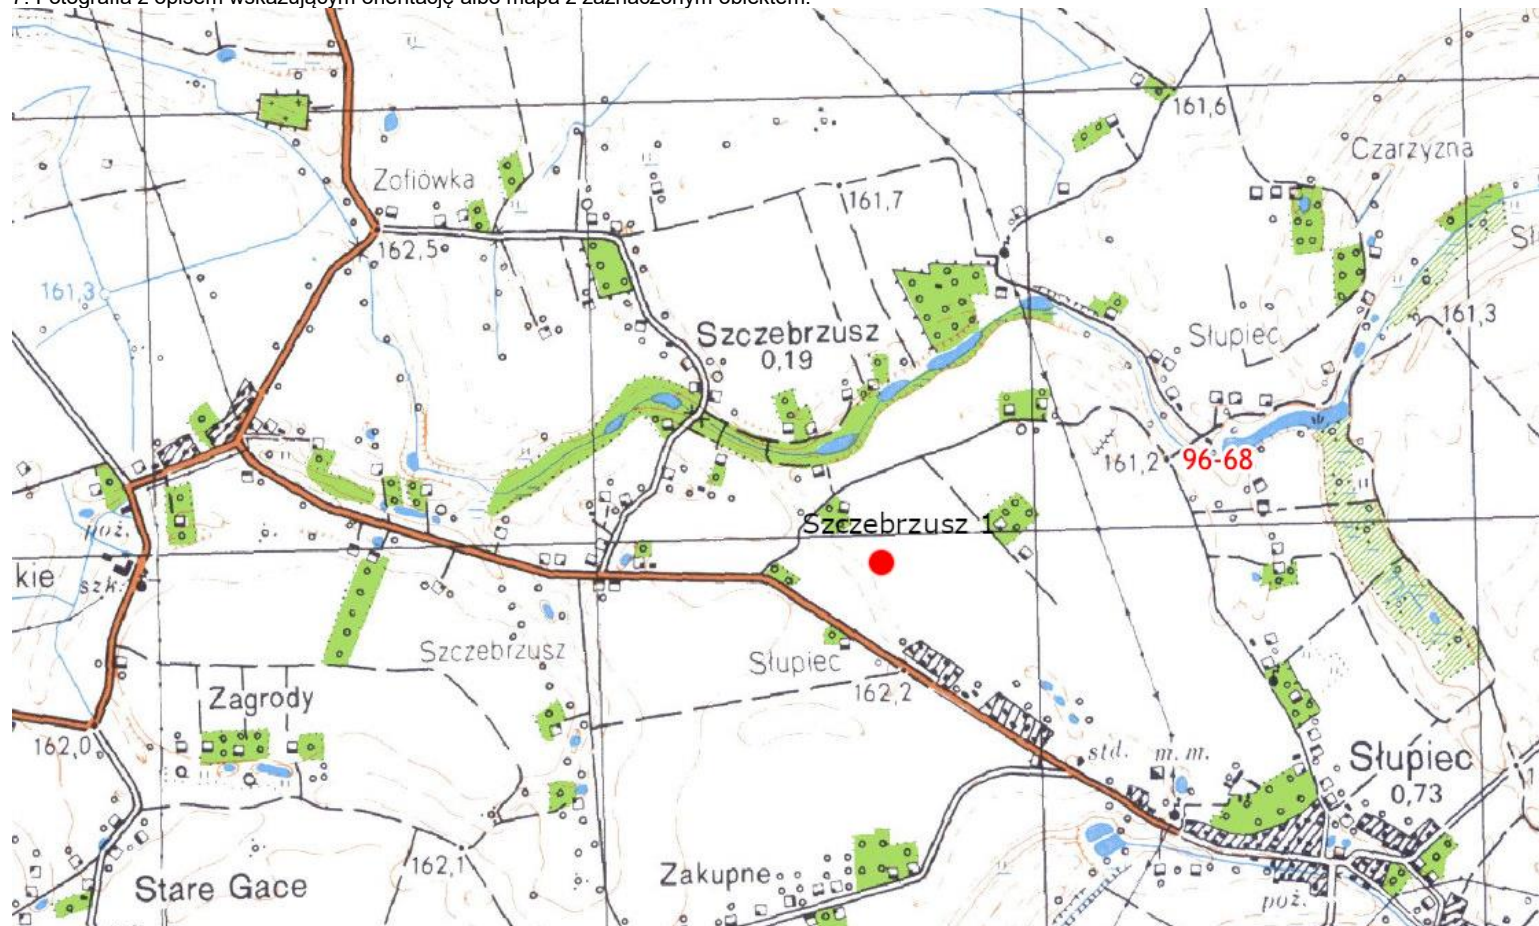 7. Fotografia z opisem wskazującym orientację albo mapa z zaznaczonym obiektem.
161,6
Czarzyzna
Zofiówka
161,7
162,5
161,3
Szczebrzusz
0,19
Słupiec
161,3
161,2
96-68
Szczebrzusz 1
poż.
kie
szk.
Szczebrzusz
Słupiec
162,2
Zagrody
162,0
std.
m. m.
Słupiec
0,73
162,1
Zakupne
Stare Gace
poż.